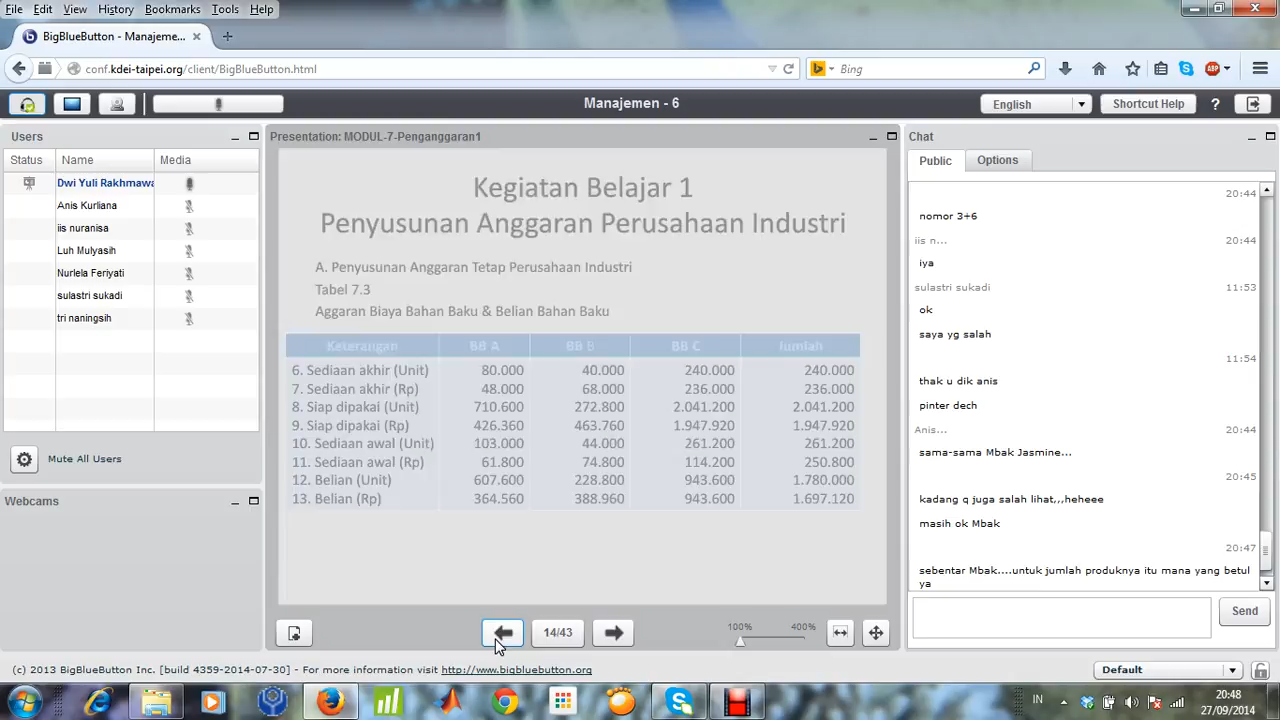 File Edit View History Bookmarks Tools Help
BigBlueButton - Manajeme...
conf.kdei-taipei.org/client/BigBlueButton.html
Bing
ABP
Manajemen - 6
English
Shortcut Help
?
Users
Status Name Media
Dwi Yuli Rakhmawa
Anis Kurliana
iis nuranisa
Luh Mulyasih
Nurlela Feriyati
sulastri sukadi
tri naningsih
Mute All Users
Webcams
Presentation: MODUL-7-Penganggaran1
Kegiatan Belajar 1
Penyusunan Anggaran Perusahaan Industri
A. Penyusunan Anggaran Tetap Perusahaan Industri
Tabel 7.3
Aggaran Biaya Bahan Baku & Belian Bahan Baku
Keterangan BB A BB B BB C Jumlah
6. Sediaan akhir (Unit) 80.000 40.000 240.000 240.000
7. Sediaan akhir (Rp) 48.000 68.000 236.000 236.000
8. Siap dipakai (Unit) 710.600 272.800 2.041.200 2.041.200
9. Siap dipakai (Rp) 426.360 463.760 1.947.920 1.947.920
10. Sediaan awal (Unit) 103.000 44.000 261.200 261.200
11. Sediaan awal (Rp) 61.800 74.800 114.200 250.800
12. Belian (Unit) 607.600 228.800 943.600 1.780.000
13. Belian (Rp) 364.560 388.960 943.600 1.697.120
14/43
100% 400%
Chat
Public Options
20:44
nomor 3+6
iis n... 20:44
iya
sulastri sukadi 11:53
ok
saya yg salah
11:54
thak u dik anis
pinter dech
Anis... 20:44
sama-sama Mbak Jasmine...
20:45
kadang q juga salah lihat,,,heheee
masih ok Mbak
20:47
sebentar Mbak....untuk jumlah produknya itu mana yang betul
ya
Send
(c) 2013 BigBlueButton Inc. [build 4359-2014-07-30] - For more information visit http://www.bigbluebutton.org
Default
IN
20:48
27/09/2014